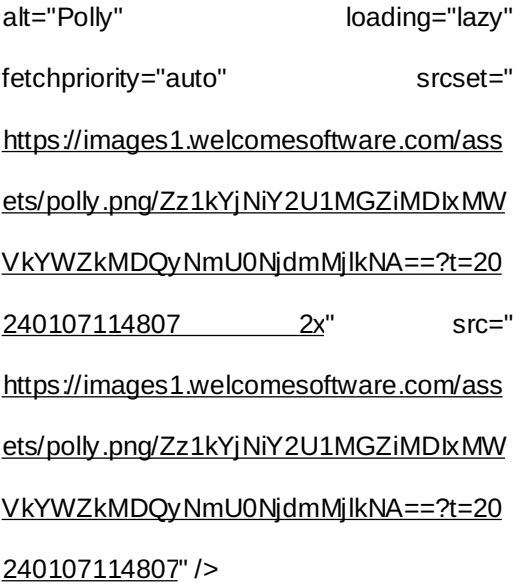 alt="Polly" loading="lazy"
fetchpriority="auto" srcset="
https://images1.welcomesoftware.com/ass
ets/polly.png/Zz1kYjNiY2U1MGZiMDIxMW
VkYWZkMDQyNmU0NjdmMjlkNA==?t=20
240107114807 2x" src="
https://images1.welcomesoftware.com/ass
ets/polly.png/Zz1kYjNiY2U1MGZiMDIxMW
VkYWZkMDQyNmU0NjdmMjlkNA==?t=20
240107114807" />